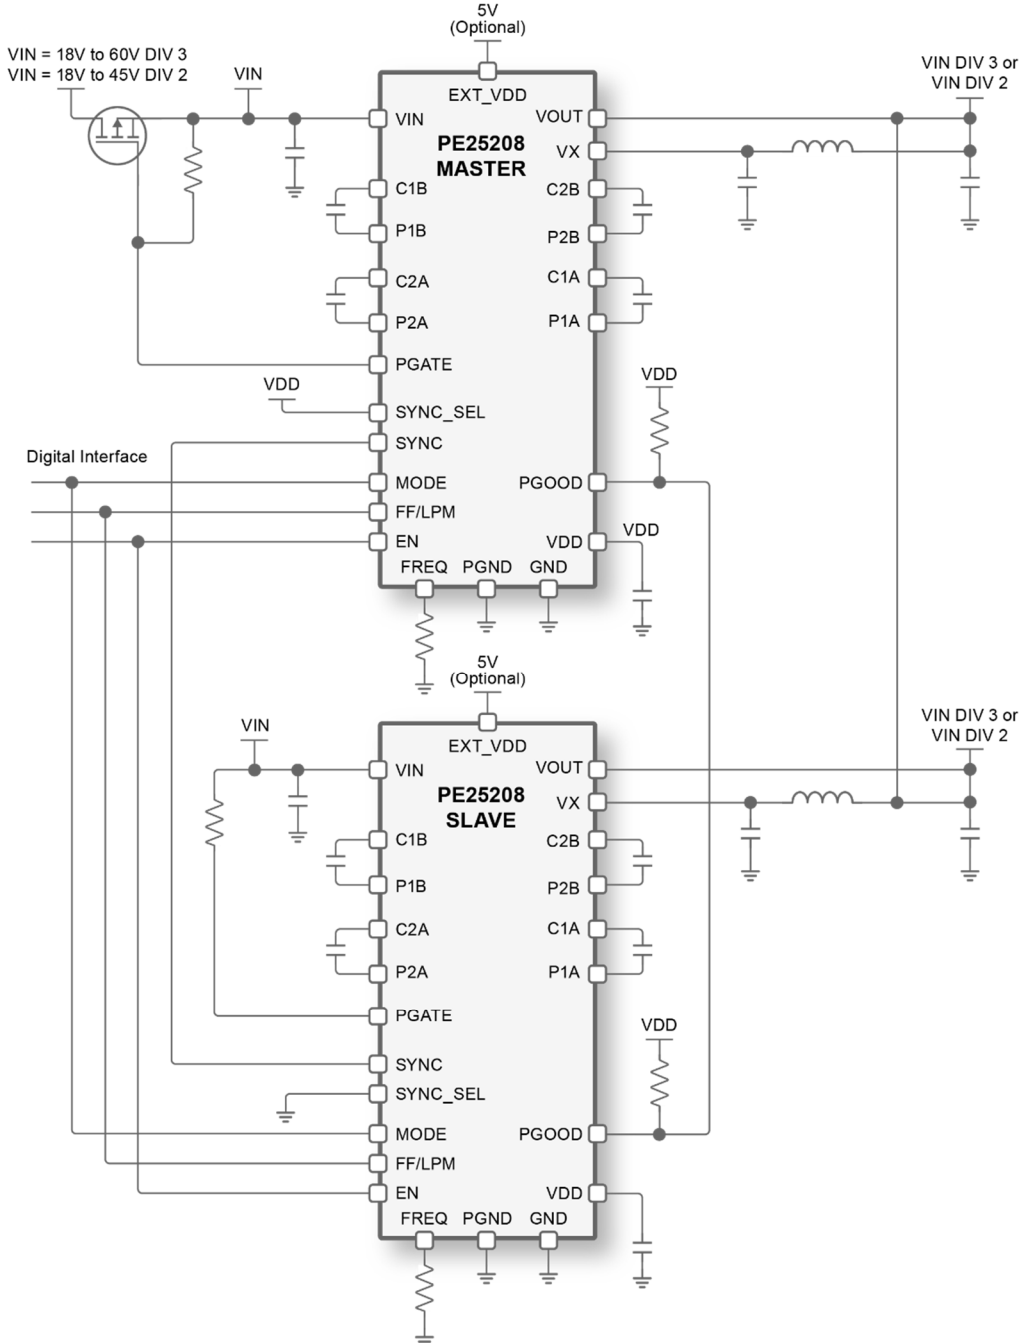 5V
(Optional)
VIN = 18V to 60V DIV 3
VIN = 18V to 45V DIV 2
VIN
VIN DIV 3 or
VIN DIV 2
EXT_VDD
VIN
PE25208
MASTER
VOUT
VX
C1B
C2B
P1B
P2B
C2A
C1A
P2A
P1A
PGATE
VDD
VDD
SYNC_SEL
SYNC
Digital Interface
MODE
PGOOD
FF/LPM
VDD
EN
VDD
FREQ
PGND
GND
5V
(Optional)
VIN
VIN DIV 3 or
VIN DIV 2
EXT_VDD
VIN
PE25208
SLAVE
VOUT
VX
C1B
C2B
P1B
P2B
C2A
C1A
P2A
P1A
PGATE
VDD
SYNC
SYNC_SEL
MODE
PGOOD
FF/LPM
EN
VDD
FREQ
PGND
GND